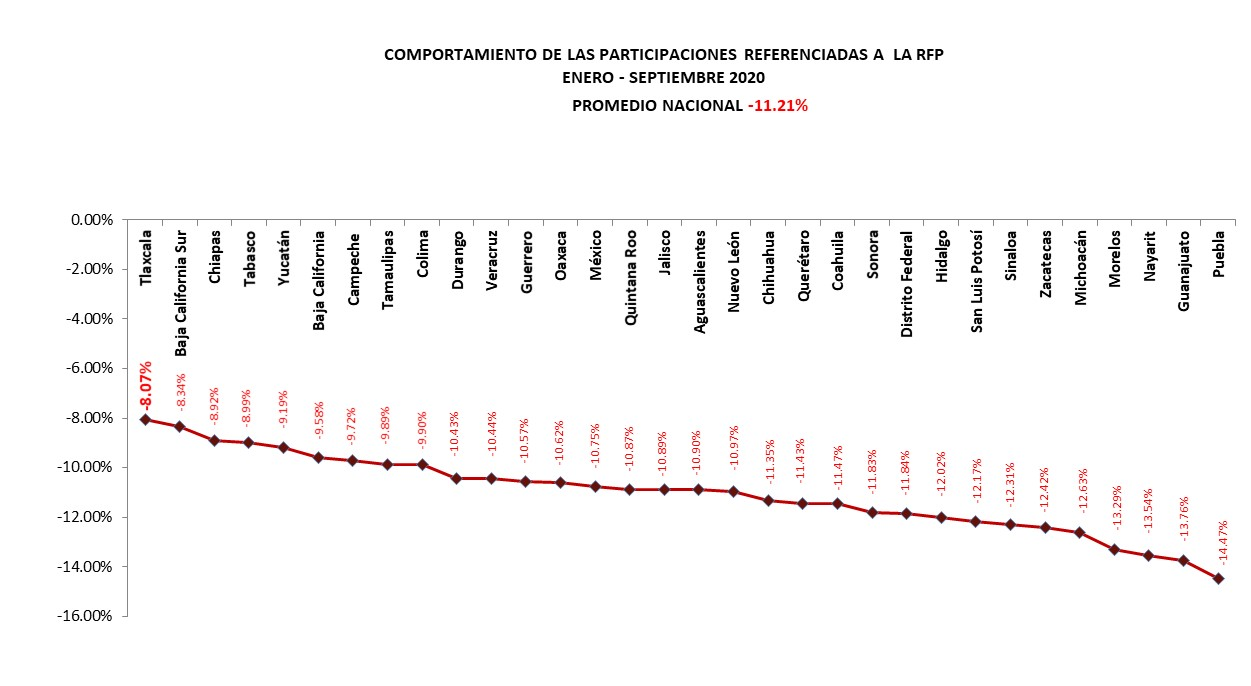 COMPORTAMIENTO DE LAS PARTICIPACIONES REFERENCIADAS A LA RFP
ENERO - SEPTIEMBRE 2020
PROMEDIO NACIONAL -11.21%
0.00%
-2.00%
-4.00%
-6.00%
-8.00%
-10.00%
-12.00%
-14.00%
-16.00%
Tlaxcala
Baja California Sur
Chiapas
Tabasco
Yucatán
Baja California
Campeche
Tamaulipas
Colima
Durango
Veracruz
Guerrero
Oaxaca
México
Quintana Roo
Jalisco
Aguascalientes
Nuevo León
Chihuahua
Querétaro
Coahuila
Sonora
Distrito Federal
Hidalgo
San Luis Potosí
Sinaloa
Zacatecas
Michoacán
Morelos
Nayarit
Guanajuato
Puebla
-8.07%
-8.34%
-8.92%
-8.99%
-9.19%
-9.58%
-9.72%
-9.89%
-9.90%
-10.43%
-10.44%
-10.57%
-10.62%
-10.75%
-10.87%
-10.89%
-10.90%
-10.97%
-11.35%
-11.43%
-11.47%
-11.83%
-11.84%
-12.02%
-12.17%
-12.31%
-12.42%
-12.63%
-13.29%
-13.54%
-13.76%
-14.47%